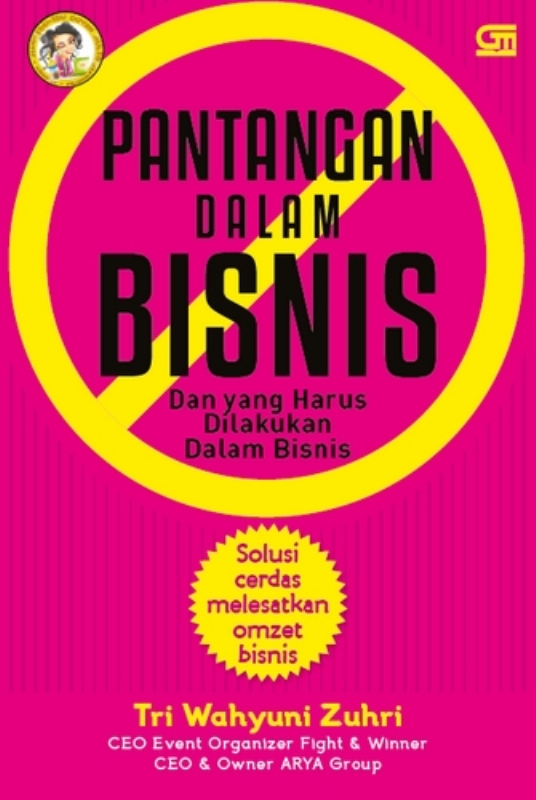 PANTANGAN
DALAM
BISNIS
Dan yang Harus
Dilakukan
Dalam Bisnis
Solusi
cerdas
melesatkan
omzet
bisnis
Tri Wahyuni Zuhri
CEO Event Organizer Fight & Winner
CEO & Owner ARYA Group